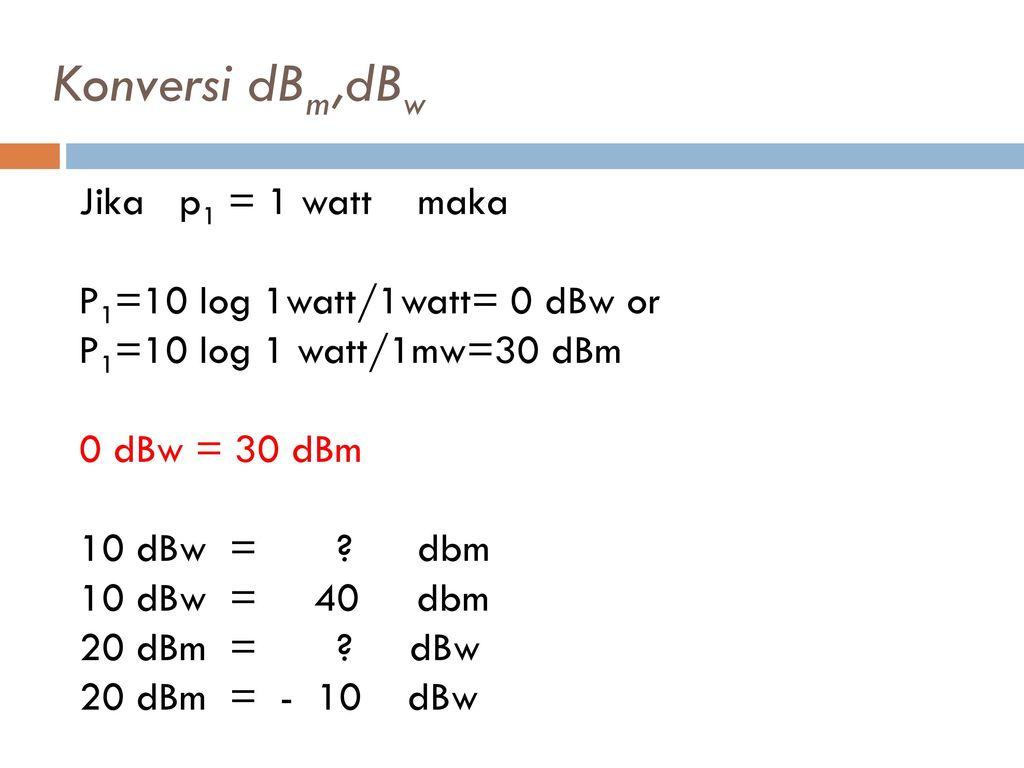 Konversi dBm,dBw
Jika p1 = 1 watt maka
P1=10 log 1watt/1watt= 0 dBw or
P1=10 log 1 watt/1mw=30 dBm
0 dBw = 30 dBm
10 dBw = ? dbm
10 dBw = 40 dbm
20 dBm = ? dBw
20 dBm = - 10 dBw